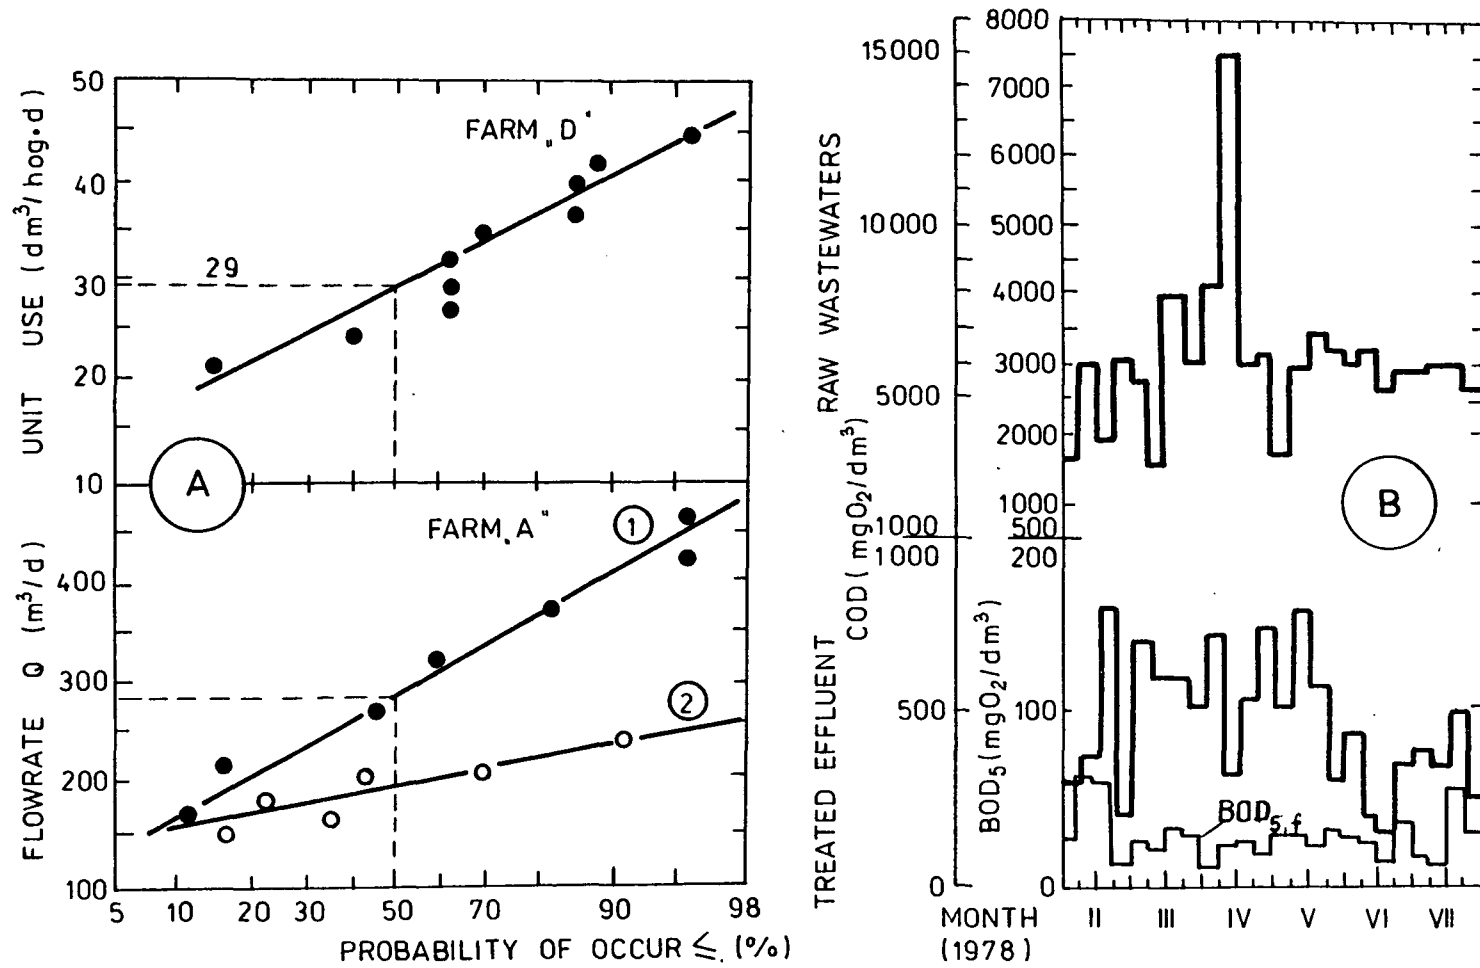 50
40
30
20
10
UNIT USE (dm³/hog·d)
FARM „D"
29
A
FARM „A"
1
2
400
300
200
100
FLOWRATE Q (m³/d)
5 10 20 30 50 70 90 98
PROBABILITY OF OCCUR ≤ (%)
15000
10000
5000
1000
1000
500
0
TREATED EFFLUENT RAW WASTEWATERS
COD (mgO₂/dm³)
8000
7000
6000
5000
4000
3000
2000
1000
500
200
100
0
BOD₅ (mgO₂/dm³)
B
BOD₅,f
MONTH II III IV V VI VII
(1978)